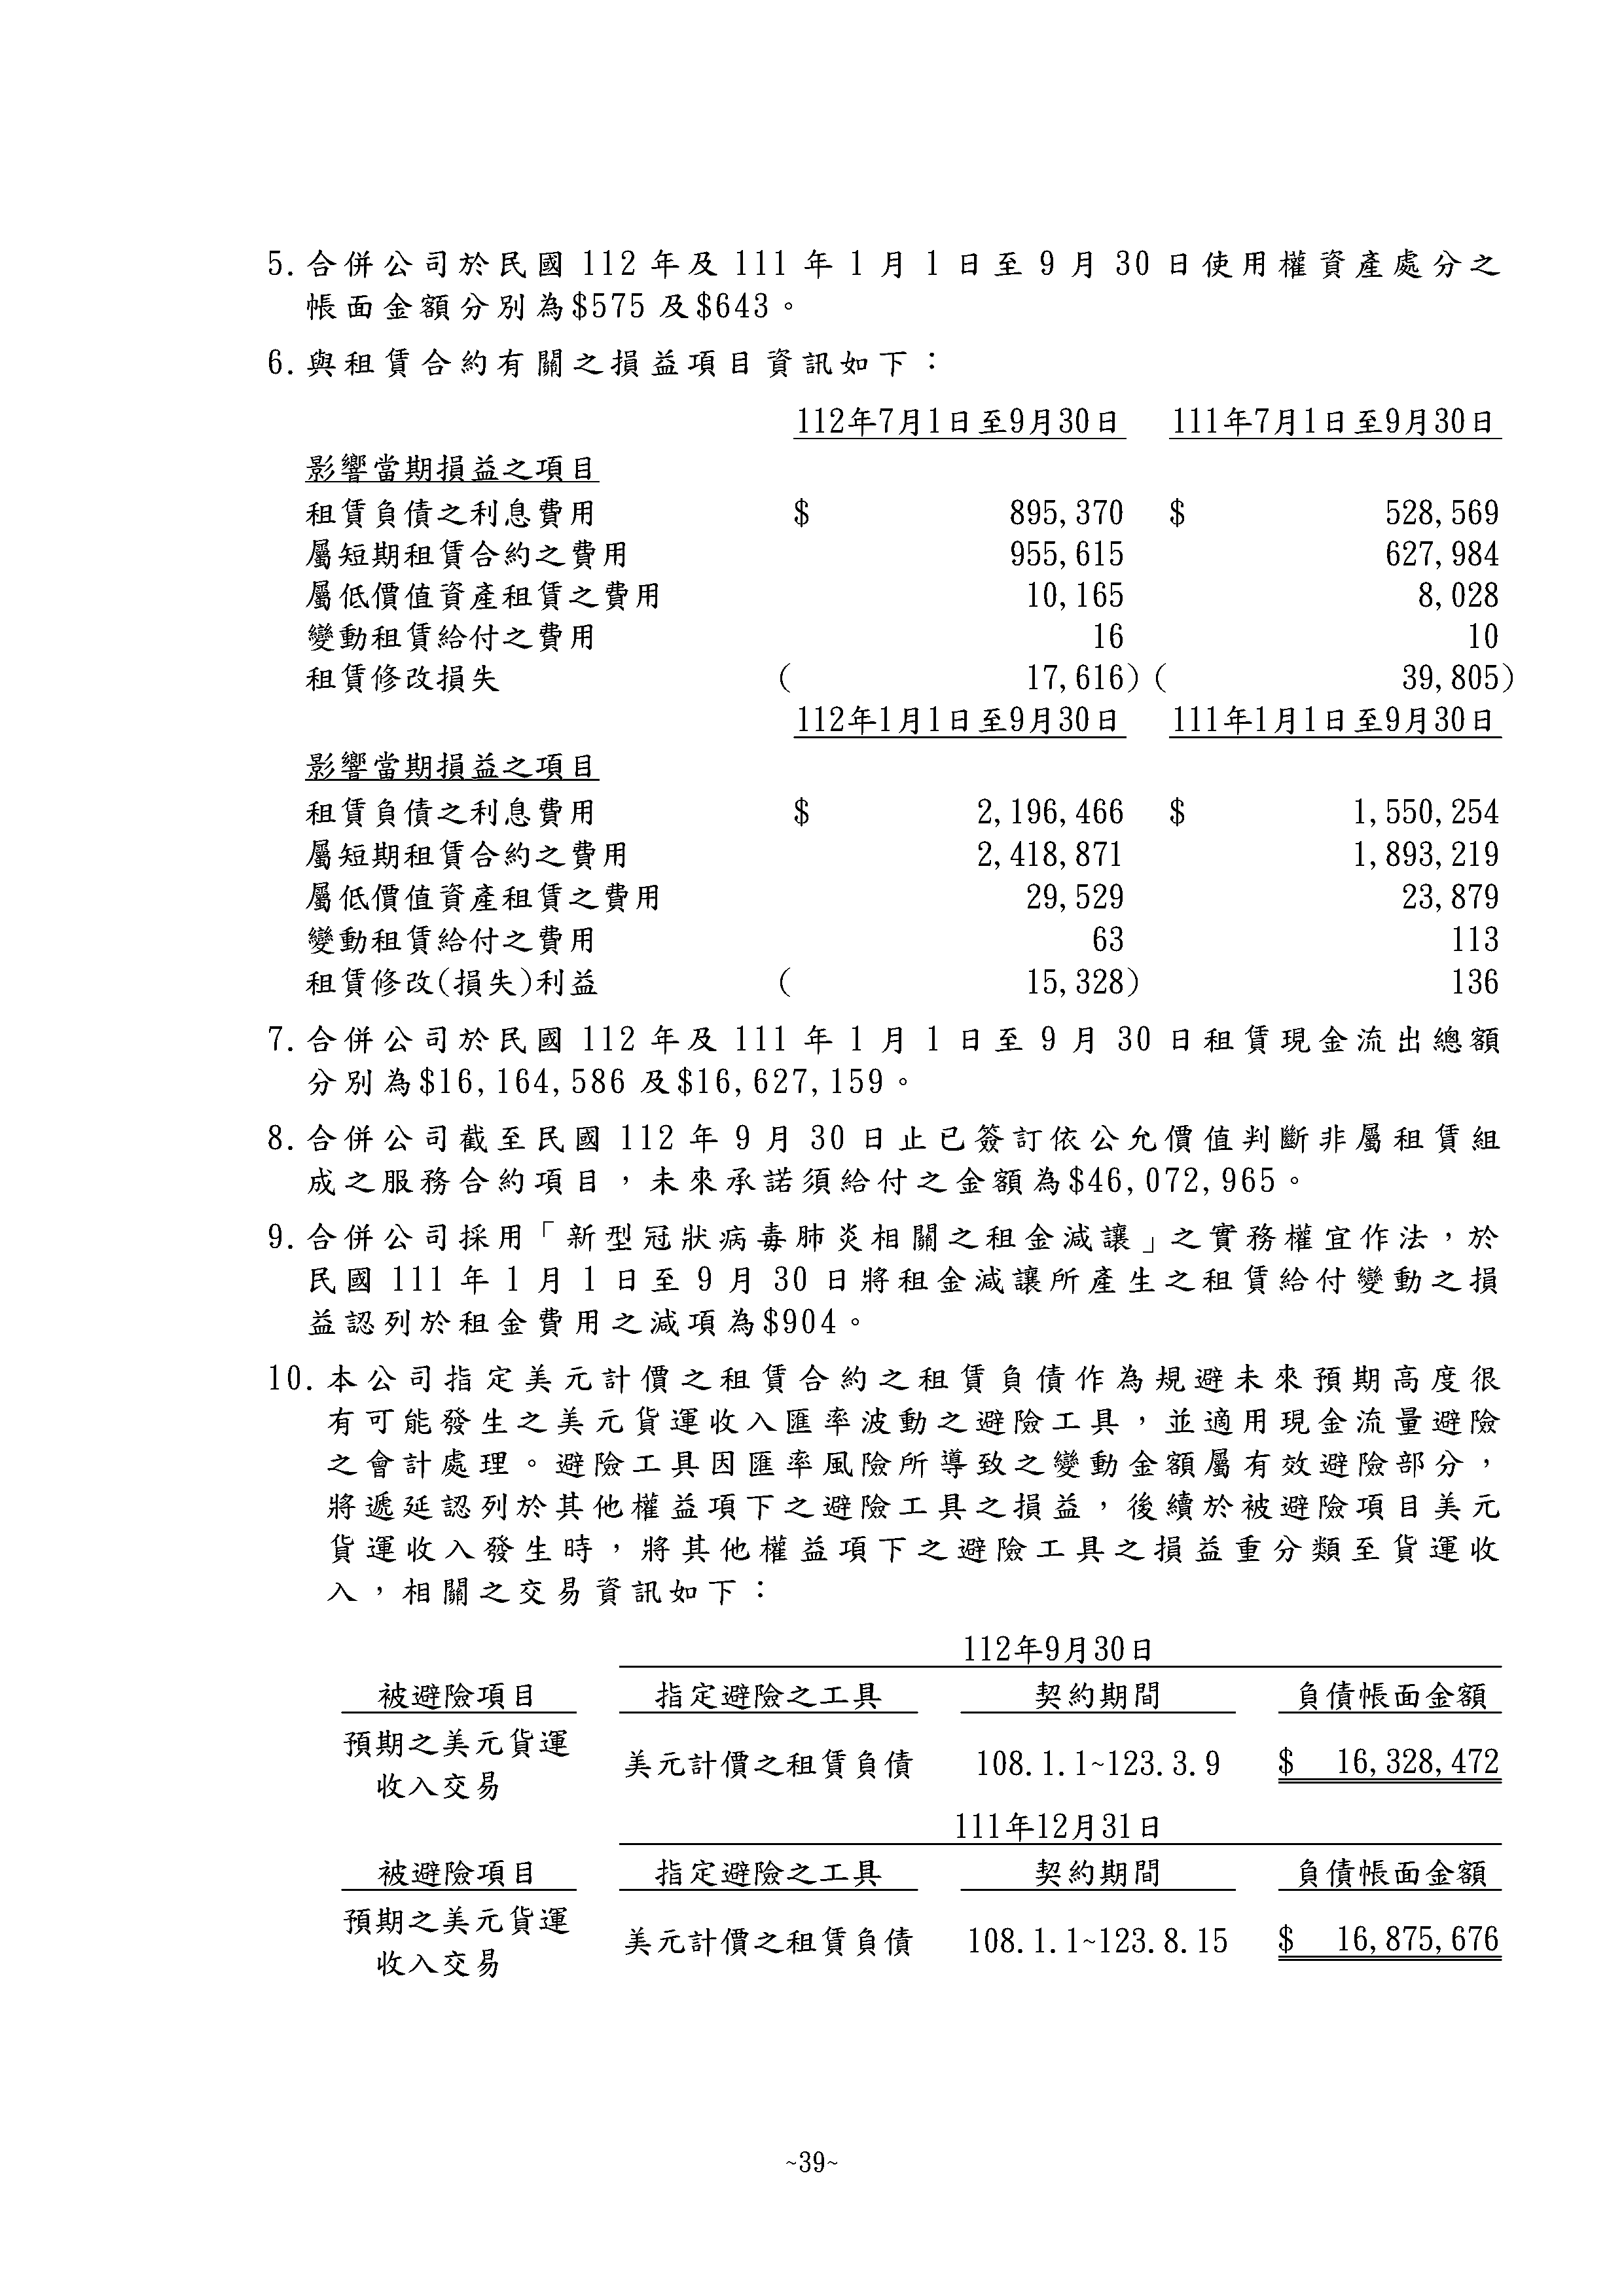 5.合併公司於民國 112 年及 111 年 1 月 1 日至 9 月 30 日使用權資產處分之
帳面金額分別為$575 及$643。
6.與租賃合約有關之損益項目資訊如下：
112年7月1日至9月30日 111年7月1日至9月30日
影響當期損益之項目
租賃負債之利息費用 $ 895,370 $ 528,569
屬短期租賃合約之費用 955,615 627,984
屬低價值資產租賃之費用 10,165 8,028
變動租賃給付之費用 16 10
租賃修改損失 ( 17,616) ( 39,805)
112年1月1日至9月30日 111年1月1日至9月30日
影響當期損益之項目
租賃負債之利息費用 $ 2,196,466 $ 1,550,254
屬短期租賃合約之費用 2,418,871 1,893,219
屬低價值資產租賃之費用 29,529 23,879
變動租賃給付之費用 63 113
租賃修改(損失)利益 ( 15,328) 136
7.合併公司於民國 112 年及 111 年 1 月 1 日至 9 月 30 日租賃現金流出總額
分別為$16,164,586 及$16,627,159。
8.合併公司截至民國 112 年 9 月 30 日止已簽訂依公允價值判斷非屬租賃組
成之服務合約項目，未來承諾須給付之金額為$46,072,965。
9.合併公司採用「新型冠狀病毒肺炎相關之租金減讓」之實務權宜作法，於
民國 111 年 1 月 1 日至 9 月 30 日將租金減讓所產生之租賃給付變動之損
益認列於租金費用之減項為$904。
10.本公司指定美元計價之租賃合約之租賃負債作為規避未來預期高度很
有可能發生之美元貨運收入匯率波動之避險工具，並適用現金流量避險
之會計處理。避險工具因匯率風險所導致之變動金額屬有效避險部分，
將遞延認列於其他權益項下之避險工具之損益，後續於被避險項目美元
貨運收入發生時，將其他權益項下之避險工具之損益重分類至貨運收
入，相關之交易資訊如下：
112年9月30日
被避險項目 指定避險之工具 契約期間 負債帳面金額
預期之美元貨運
收入交易 美元計價之租賃負債 108.1.1~123.3.9 $ 16,328,472
111年12月31日
被避險項目 指定避險之工具 契約期間 負債帳面金額
預期之美元貨運
收入交易 美元計價之租賃負債 108.1.1~123.8.15 $ 16,875,676
~39~